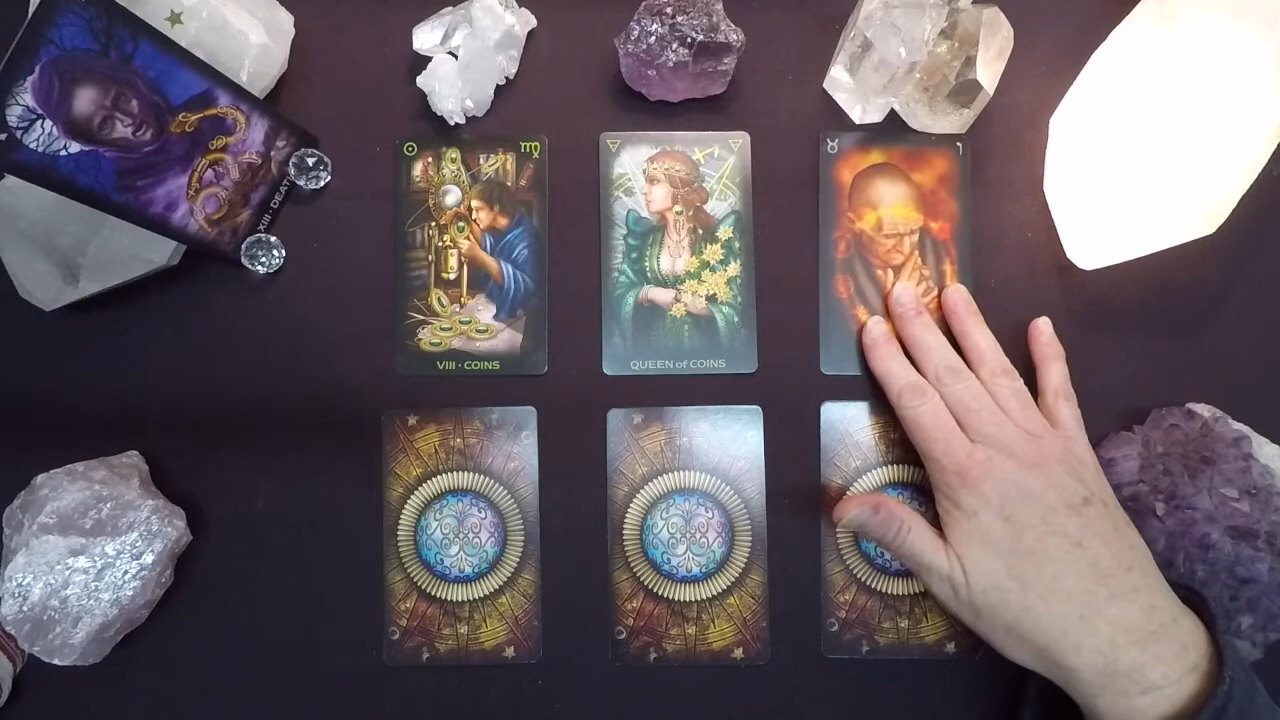 XIII · DEATH
VIII · COINS
QUEEN of COINS